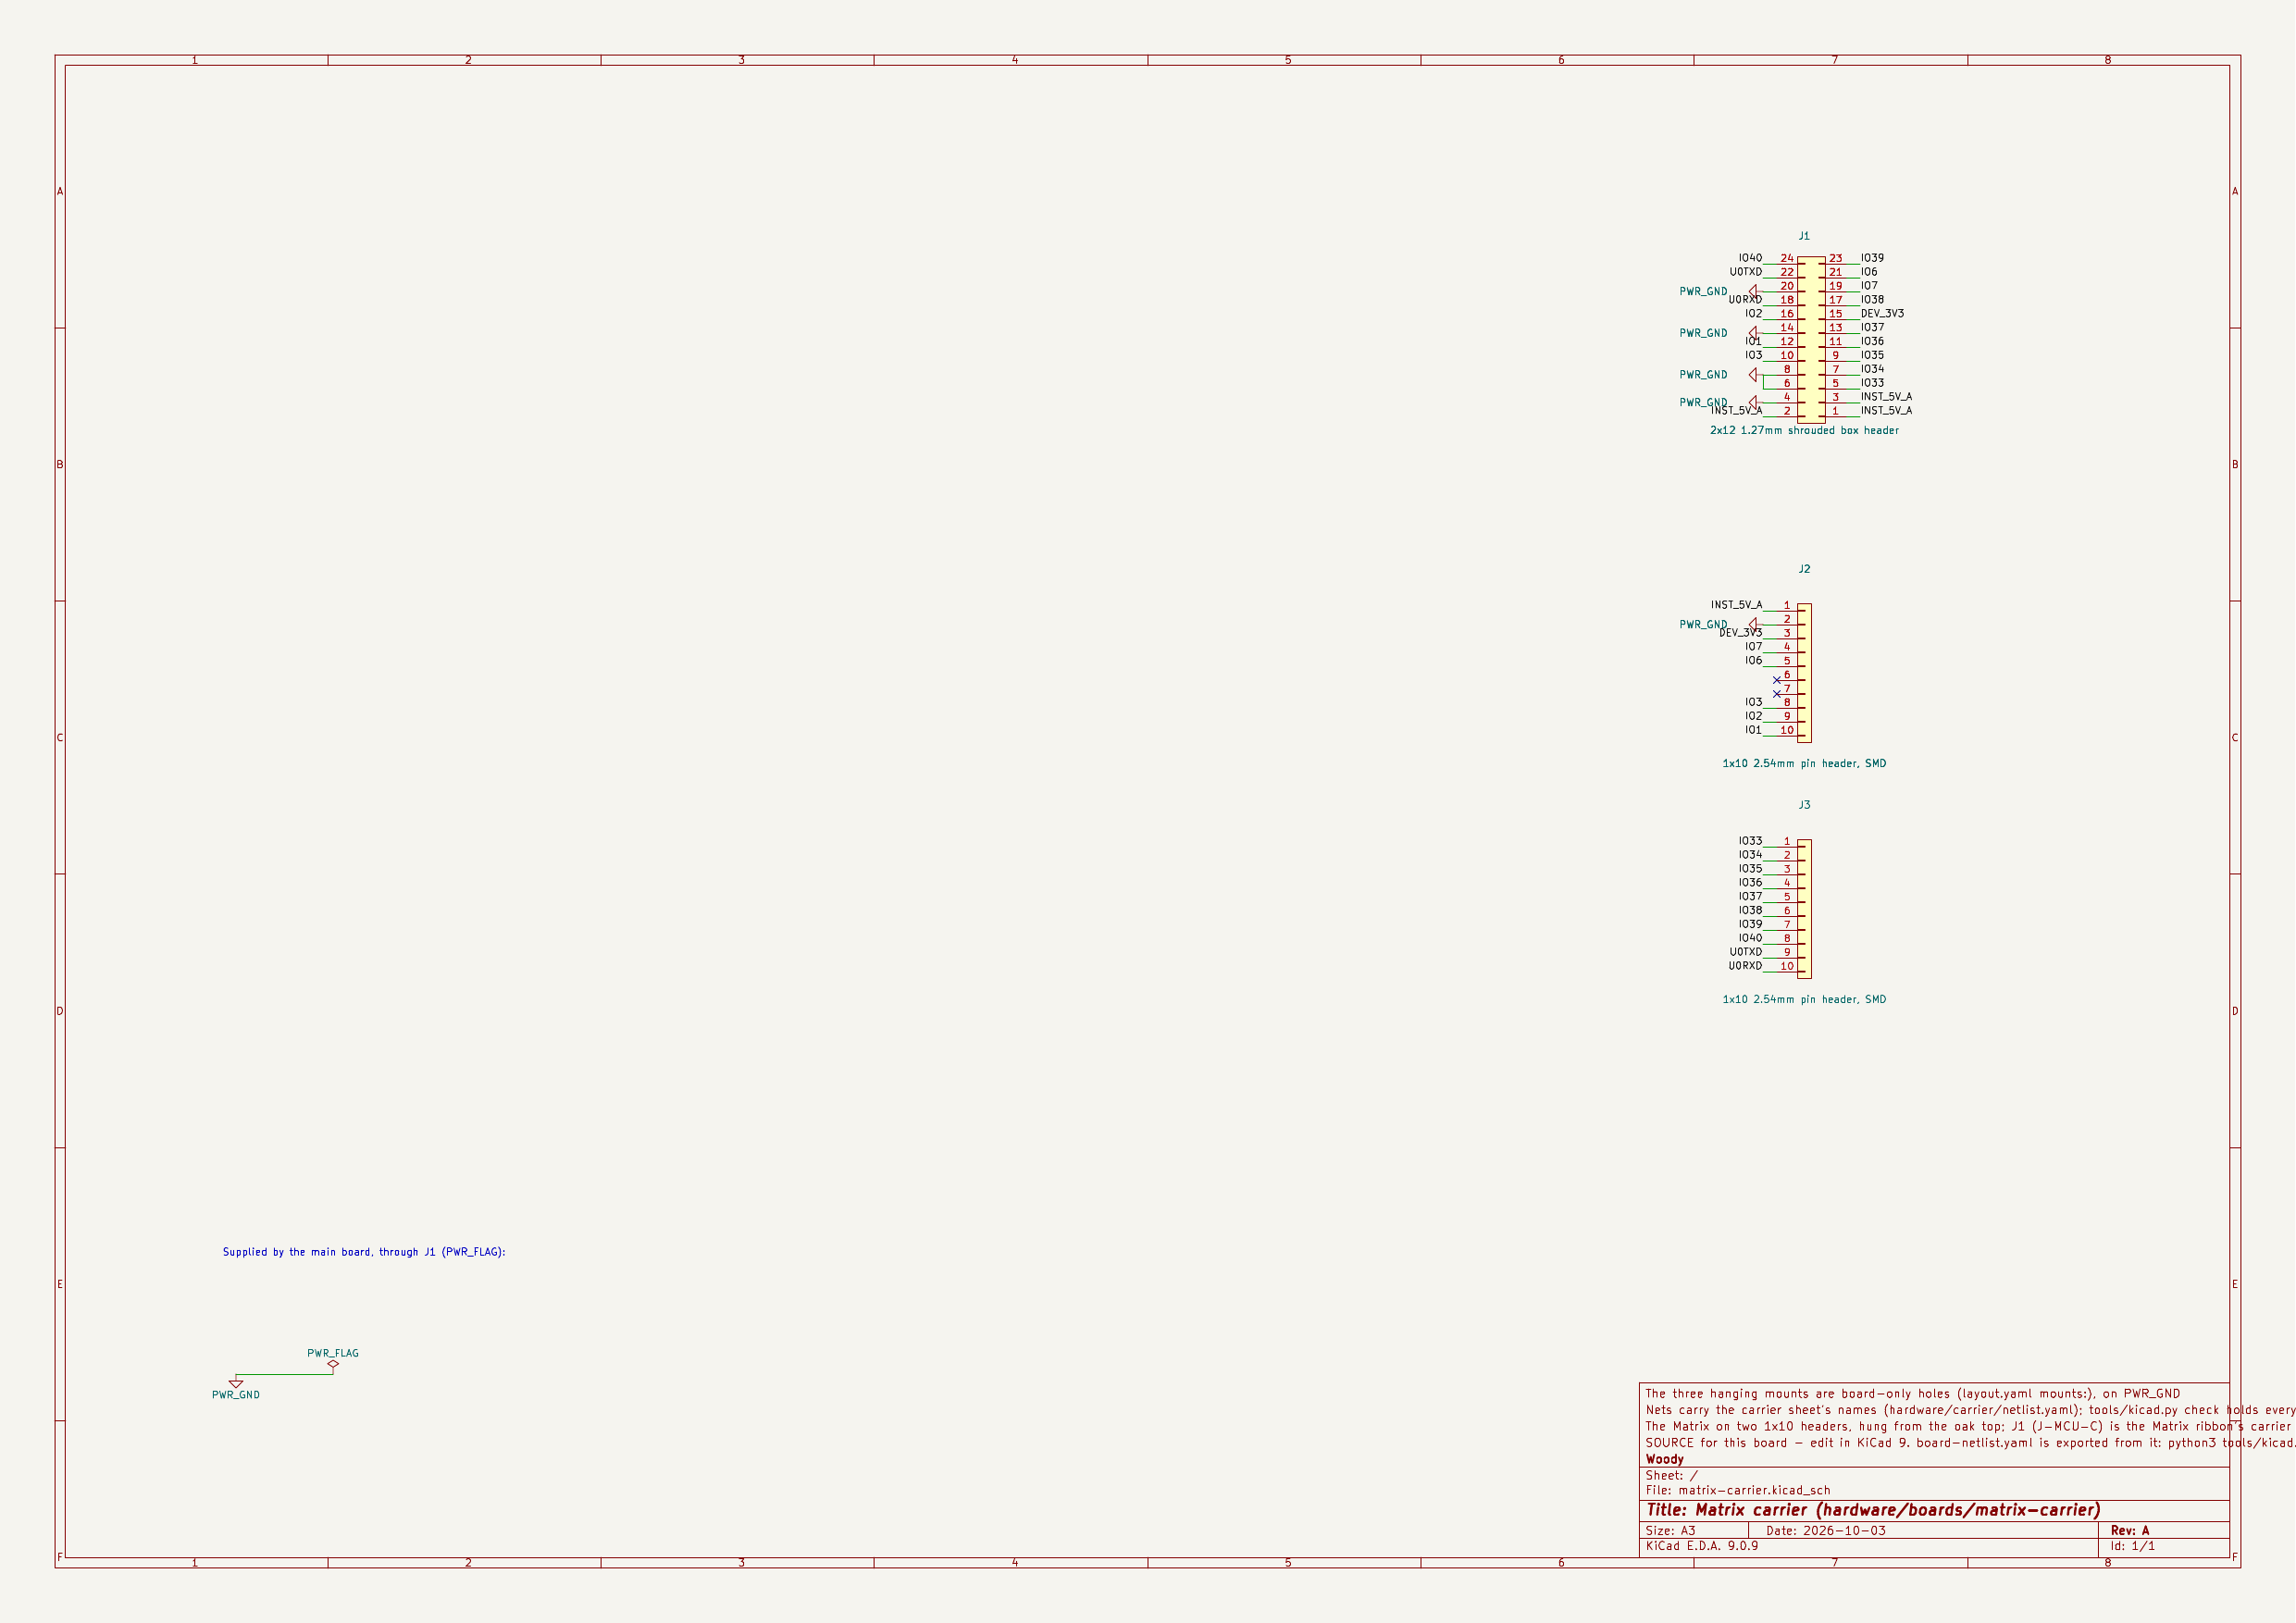 1 2 3 4 5 6 7 8
A A
J1
IO40 24 23 IO39
U0TXD 22 21 IO6
PWR_GND 20 19 IO7
U0RXD 18 17 IO38
IO2 16 15 DEV_3V3
PWR_GND 14 13 IO37
IO1 12 11 IO36
IO3 10 9 IO35
PWR_GND 8 7 IO34
6 5 IO33
PWR_GND 4 3 INST_5V_A
INST_5V_A 2 1 INST_5V_A
2x12 1.27mm shrouded box header
B B
J2
INST_5V_A 1
PWR_GND 2
DEV_3V3 3
IO7 4
IO6 5
6
7
IO3 8
IO2 9
IO1 10
C C
1x10 2.54mm pin header, SMD
J3
IO33 1
IO34 2
IO35 3
IO36 4
IO37 5
IO38 6
IO39 7
IO40 8
U0TXD 9
U0RXD 10
1x10 2.54mm pin header, SMD
D D
Supplied by the main board, through J1 (PWR_FLAG):
E E
PWR_FLAG
PWR_GND
The three hanging mounts are board-only holes (layout.yaml mounts:), on PWR_GND
Nets carry the carrier sheet's names (hardware/carrier/netlist.yaml); tools/kicad.py check holds every
The Matrix on two 1x10 headers, hung from the oak top; J1 (J-MCU-C) is the Matrix ribbon's carrier
SOURCE for this board - edit in KiCad 9. board-netlist.yaml is exported from it: python3 tools/kicad.
Woody
Sheet: /
File: matrix-carrier.kicad_sch
Title: Matrix carrier (hardware/boards/matrix-carrier)
Size: A3 Date: 2026-10-03 Rev: A
KiCad E.D.A. 9.0.9 Id: 1/1
F F
1 2 3 4 5 6 7 8